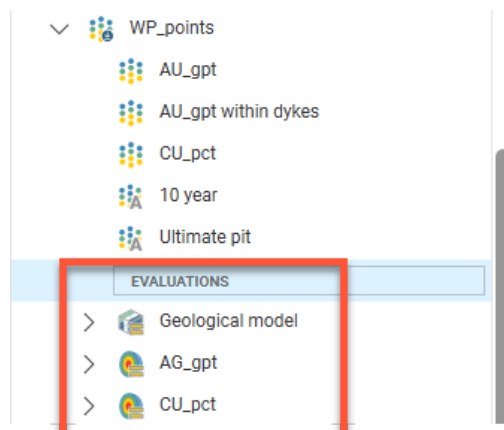 WP_points
AU_gpt
AU_gpt within dykes
CU_pct
10 year
Ultimate pit
EVALUATIONS
Geological model
AG_gpt
CU_pct